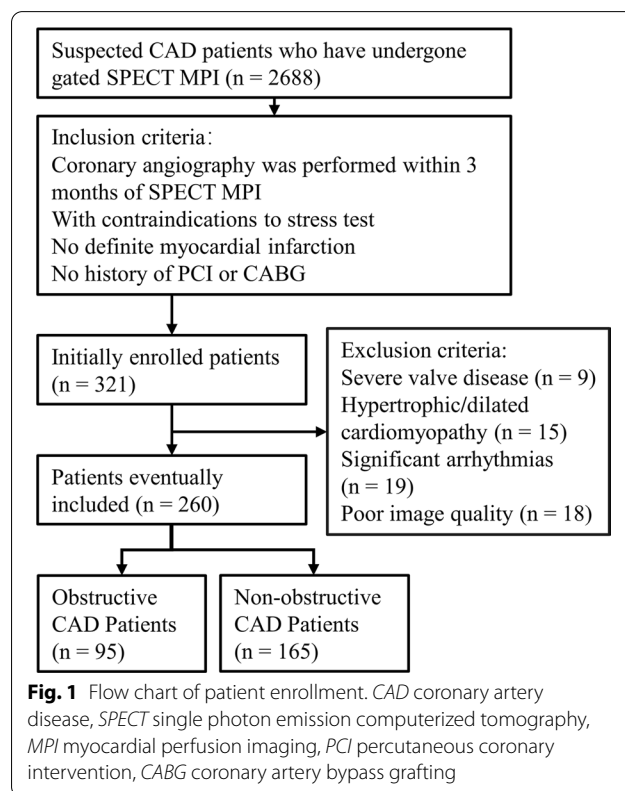 Suspected CAD patients who have undergone
gated SPECT MPI (n = 2688)
Inclusion criteria:
Coronary angiography was performed within 3
months of SPECT MPI
With contraindications to stress test
No definite myocardial infarction
No history of PCI or CABG
Initially enrolled patients
(n = 321)
Exclusion criteria:
Severe valve disease (n = 9)
Hypertrophic/dilated
cardiomyopathy (n = 15)
Significant arrhythmias
(n = 19)
Poor image quality (n = 18)
Patients eventually
included (n = 260)
Obstructive
CAD Patients
(n = 95)
Non-obstructive
CAD Patients
(n = 165)
Fig. 1 Flow chart of patient enrollment. CAD coronary artery
disease, SPECT single photon emission computerized tomography,
MPI myocardial perfusion imaging, PCI percutaneous coronary
intervention, CABG coronary artery bypass grafting